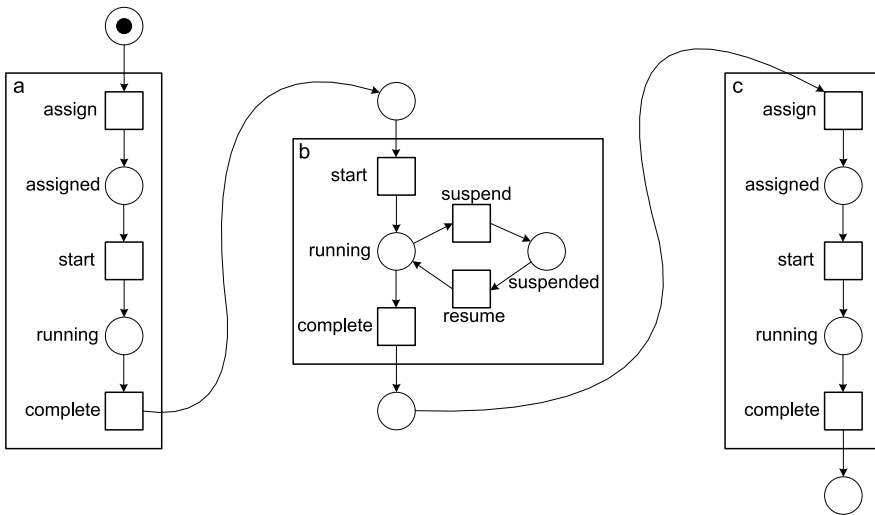 a
assign
assigned
start
running
complete
b
start
suspend
running
suspended
resume
complete
c
assign
assigned
start
running
complete